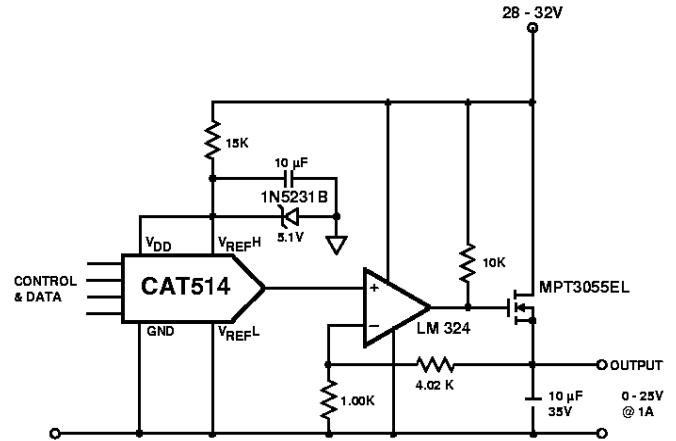 28 - 32V
15K
10 µF
1N5231B
5.1V
VDD
VREFH
CONTROL
& DATA
CAT514
GND
VREFL
+
−
LM 324
10K
MPT3055EL
4.02 K
1.00K
OUTPUT
10 µF
35V
0 - 25V
@ 1A